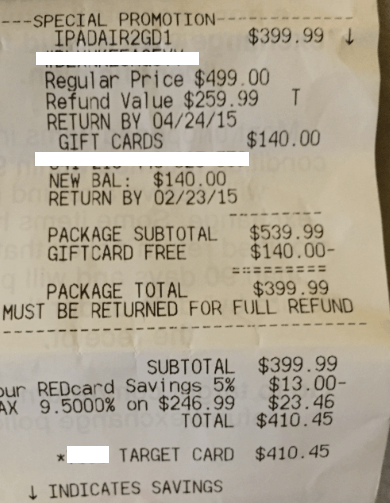 ---SPECIAL PROMOTION---
IPADAIR2GD1 $399.99 ↓
Regular Price $499.00
Refund Value $259.99 T
RETURN BY 04/24/15
GIFT CARDS $140.00
NEW BAL: $140.00
RETURN BY 02/23/15
PACKAGE SUBTOTAL $539.99
GIFTCARD FREE $140.00-
PACKAGE TOTAL $399.99
MUST BE RETURNED FOR FULL REFUND
SUBTOTAL $399.99
our REDcard Savings 5% $13.00-
AX 9.5000% on $246.99 $23.46
TOTAL $410.45
* TARGET CARD $410.45
↓ INDICATES SAVINGS